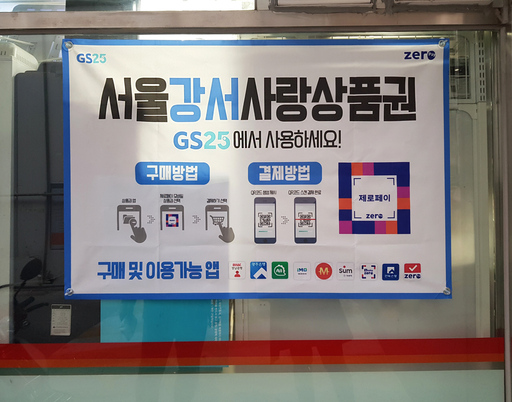 GS25
zero
서울강서사랑상품권
GS25에서 사용하세요!
구매방법
결제방법
제로페이
zero
구매 및 이용가능 앱
sum
zero